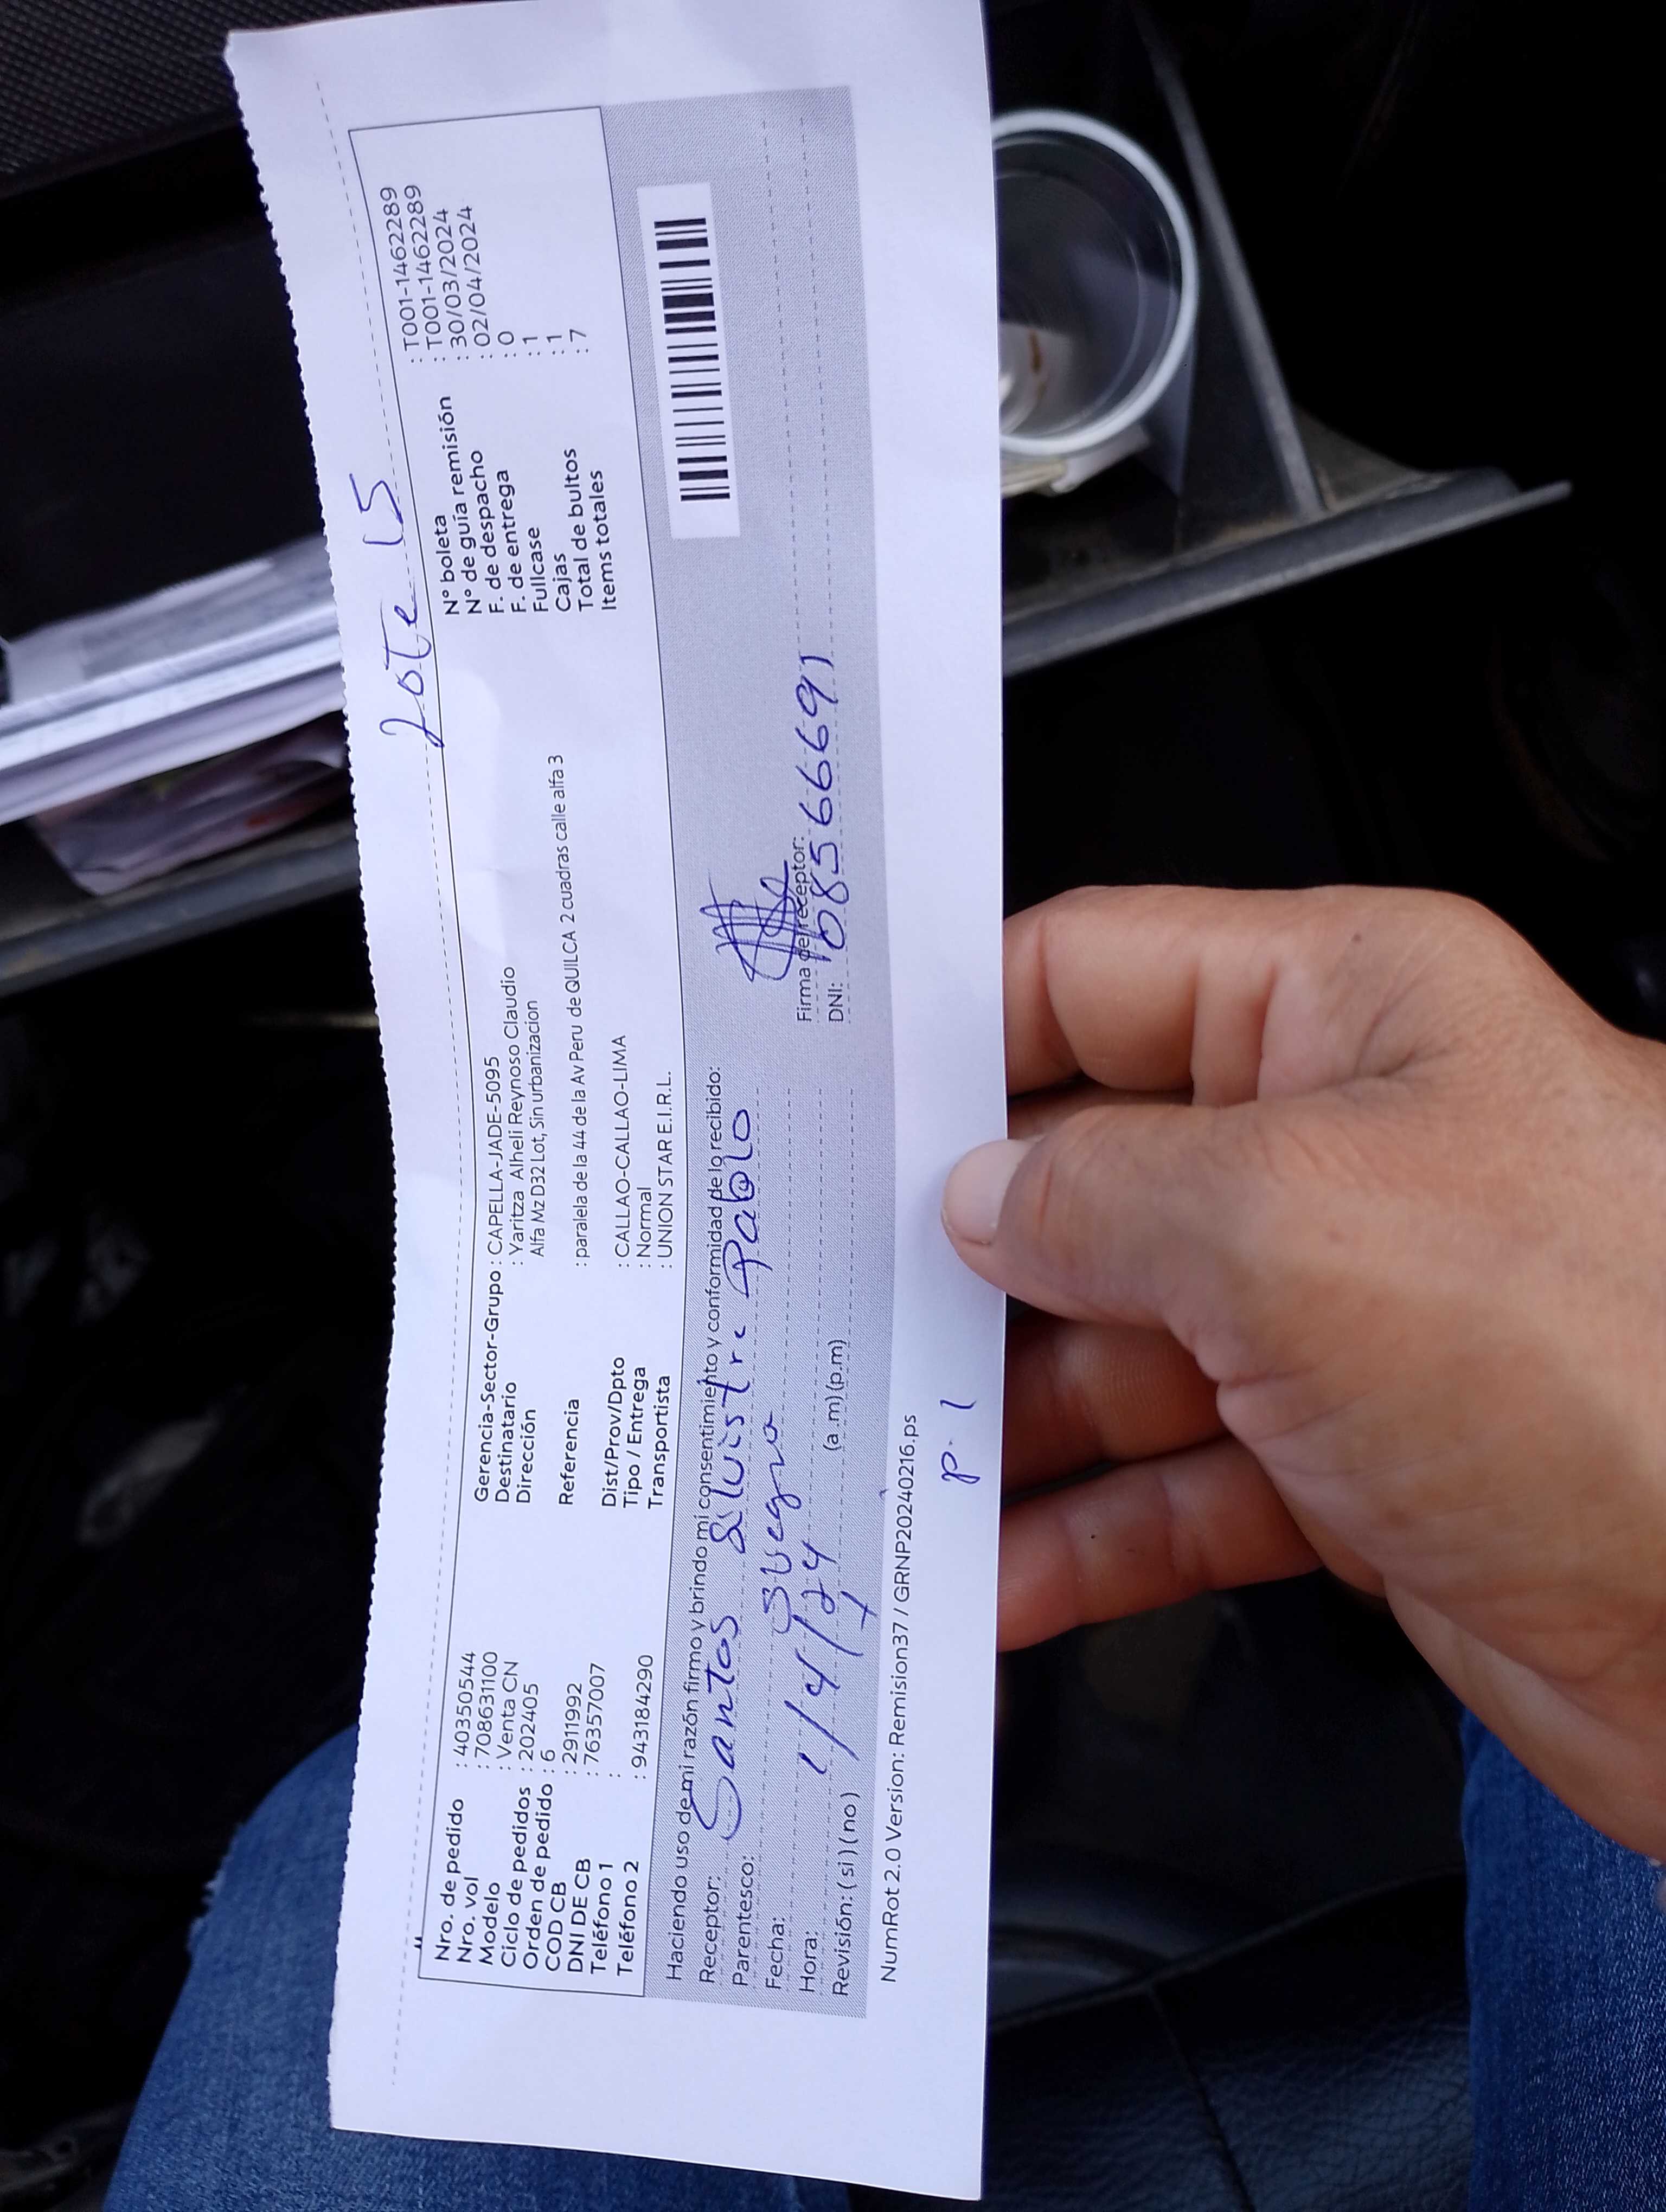 Lote 15
Nro. de pedido : 40350544
Nro. vol : 708631100
Modelo : Venta CN
Ciclo de pedidos : 202405
Orden de pedido : 6
COD CB : 2911992
DNI DE CB : 76357007
Teléfono 1 :
Teléfono 2 : 943184290
Gerencia-Sector-Grupo : CAPELLA-JADE-5095
Destinatario : Yaritza Alheli Reynoso Claudio
Dirección Alfa Mz D32 Lot, Sin urbanizacion
Referencia : paralela de la 44 de la Av Peru de QUILCA 2 cuadras calle alfa 3
Dist/Prov/Dpto : CALLAO-CALLAO-LIMA
Tipo / Entrega : Normal
Transportista : UNION STAR E.I.R.L.
N° boleta : T001-1462289
N° de guía remisión : T001-1462289
F. de despacho : 30/03/2024
F. de entrega : 02/04/2024
Fullcase : 0
Cajas : 1
Total de bultos : 1
Items totales : 7
Haciendo uso de mi razón firmo y brindo mi consentimiento y conformidad de lo recibido:
Receptor: Santos Siluistre Pablo
Parentesco: Suegro
Fecha: 1/4/24
Hora: (a.m) (p.m)
Revisión: (si) (no)
Firma del receptor:
DNI: 08566691
NumRot 2.0 Version: Remision37 / GRNP20240216.ps
P. 1